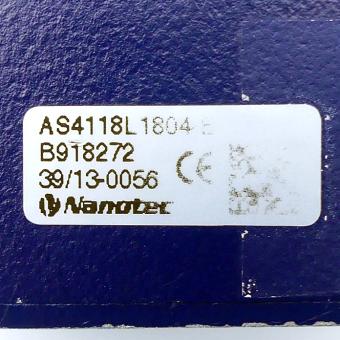 AS4118L1804-E
B918272
39/13-0056
CE
Nanotec